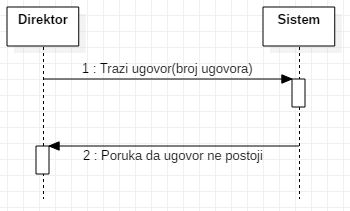 Direktor
Sistem
1 : Trazi ugovor(broj ugovora)
2 : Poruka da ugovor ne postoji